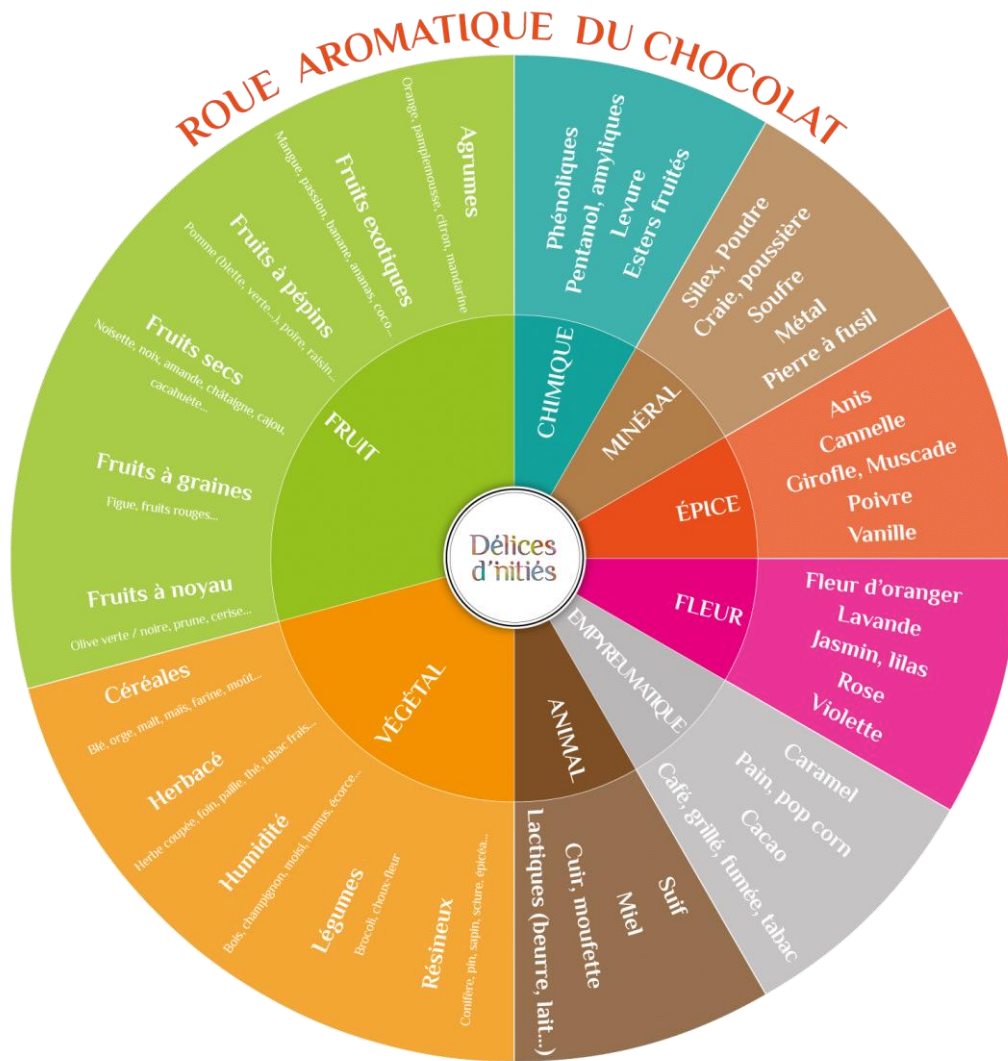 ROUE AROMATIQUE DU CHOCOLAT
CHIMIQUE
Phénoliques
Pentanol, amyliques
Levure
Esters fruités
MINÉRAL
Silex, Poudre
Craie, poussière
Soufre
Métal
Pierre à fusil
ÉPICE
Anis
Cannelle
Girofle, Muscade
Poivre
Vanille
FLEUR
Fleur d'oranger
Lavande
Jasmin, lilas
Rose
Violette
EMPYREUMATIQUE
Caramel
Pain, pop corn
Cacao
Café, grillé, fumée, tabac
ANIMAL
Suif
Miel
Cuir, moufette
Lactiques (beurre, lait...)
VÉGÉTAL
Résineux
Conifère, pin, sapin, sciure, épicéa...
Légumes
Brocoli, choux-fleur
Humidité
Bois, champignon, moisi, humus, écorce...
Herbacé
Herbe coupée, foin, paille, thé, tabac frais...
Céréales
Blé, orge, malt, maïs, farine, moût...
FRUIT
Fruits à noyau
Olive verte / noire, prune, cerise...
Fruits à graines
Figue, fruits rouges...
Fruits secs
Noisette, noix, amande, châtaigne, cajou,
cacahuète...
Fruits à pépins
Pomme (blette, verte...), poire, raisin...
Fruits exotiques
Mangue, passion, banane, ananas, coco...
Agrumes
Orange, pamplemousse, citron, mandarine
Délices
d'initiés